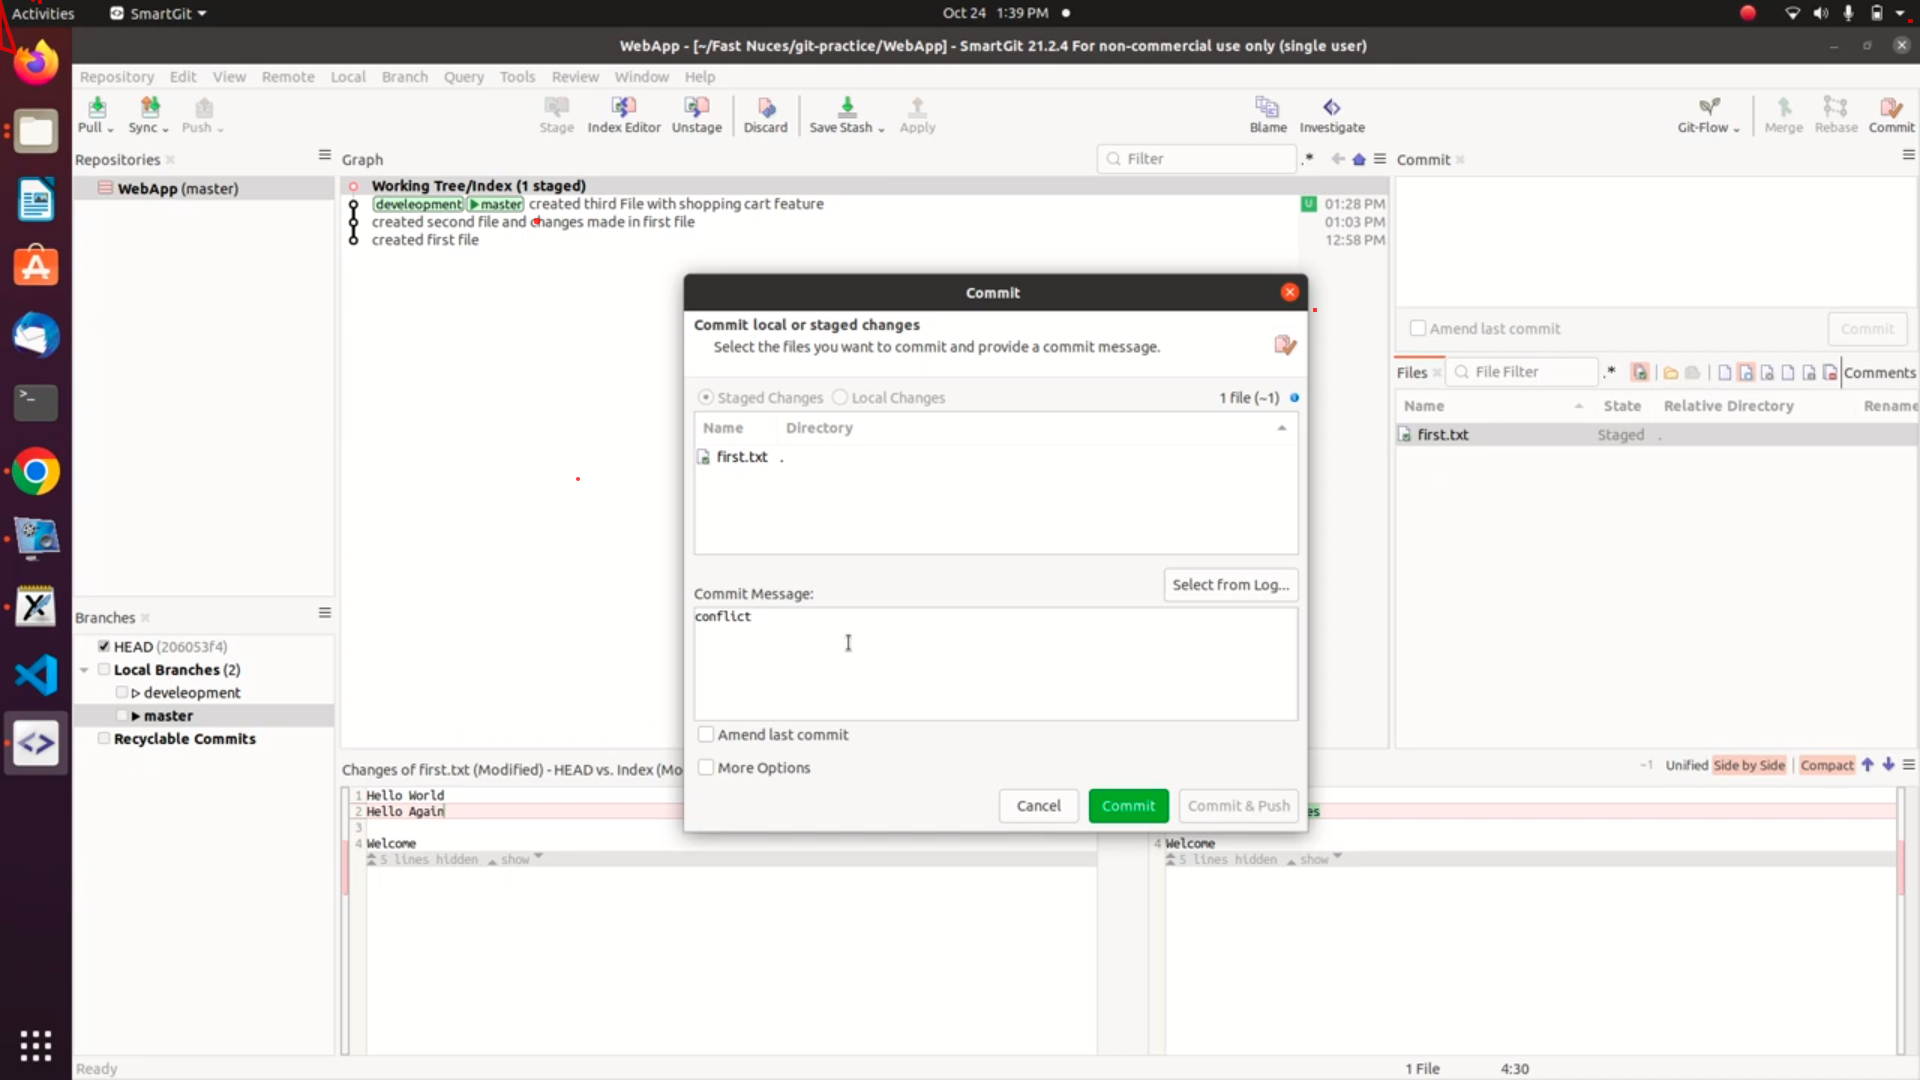 Activities SmartGit Oct 24 1:39 PM
WebApp - [~/Fast Nuces/git-practice/WebApp] - SmartGit 21.2.4 For non-commercial use only (single user)
Repository Edit View Remote Local Branch Query Tools Review Window Help
Pull Sync Push Stage Index Editor Unstage Discard Save Stash Apply Blame Investigate Git-Flow Merge Rebase Commit
Repositories
WebApp (master)
Graph
Filter
.*
Working Tree/Index (1 staged)
develeopment master created third File with shopping cart feature U 01:28 PM
created second file and changes made in first file 01:03 PM
created first file 12:58 PM
Commit
Amend last commit
Commit
Files File Filter .* Comments
Name State Relative Directory Rename
first.txt Staged .
Commit
Commit local or staged changes
Select the files you want to commit and provide a commit message.
Staged Changes Local Changes 1 file (~1)
Name Directory
first.txt .
Select from Log...
Commit Message:
conflict
Amend last commit
More Options
Cancel Commit Commit & Push
Branches
HEAD (206053f4)
Local Branches (2)
develeopment
master
Recyclable Commits
Changes of first.txt (Modified) - HEAD vs. Index (Mo
~1 Unified Side by Side Compact
1 Hello World
2 Hello Again
3
4 Welcome
5 lines hidden show
es
4 Welcome
5 lines hidden show
Ready 1 File 4:30